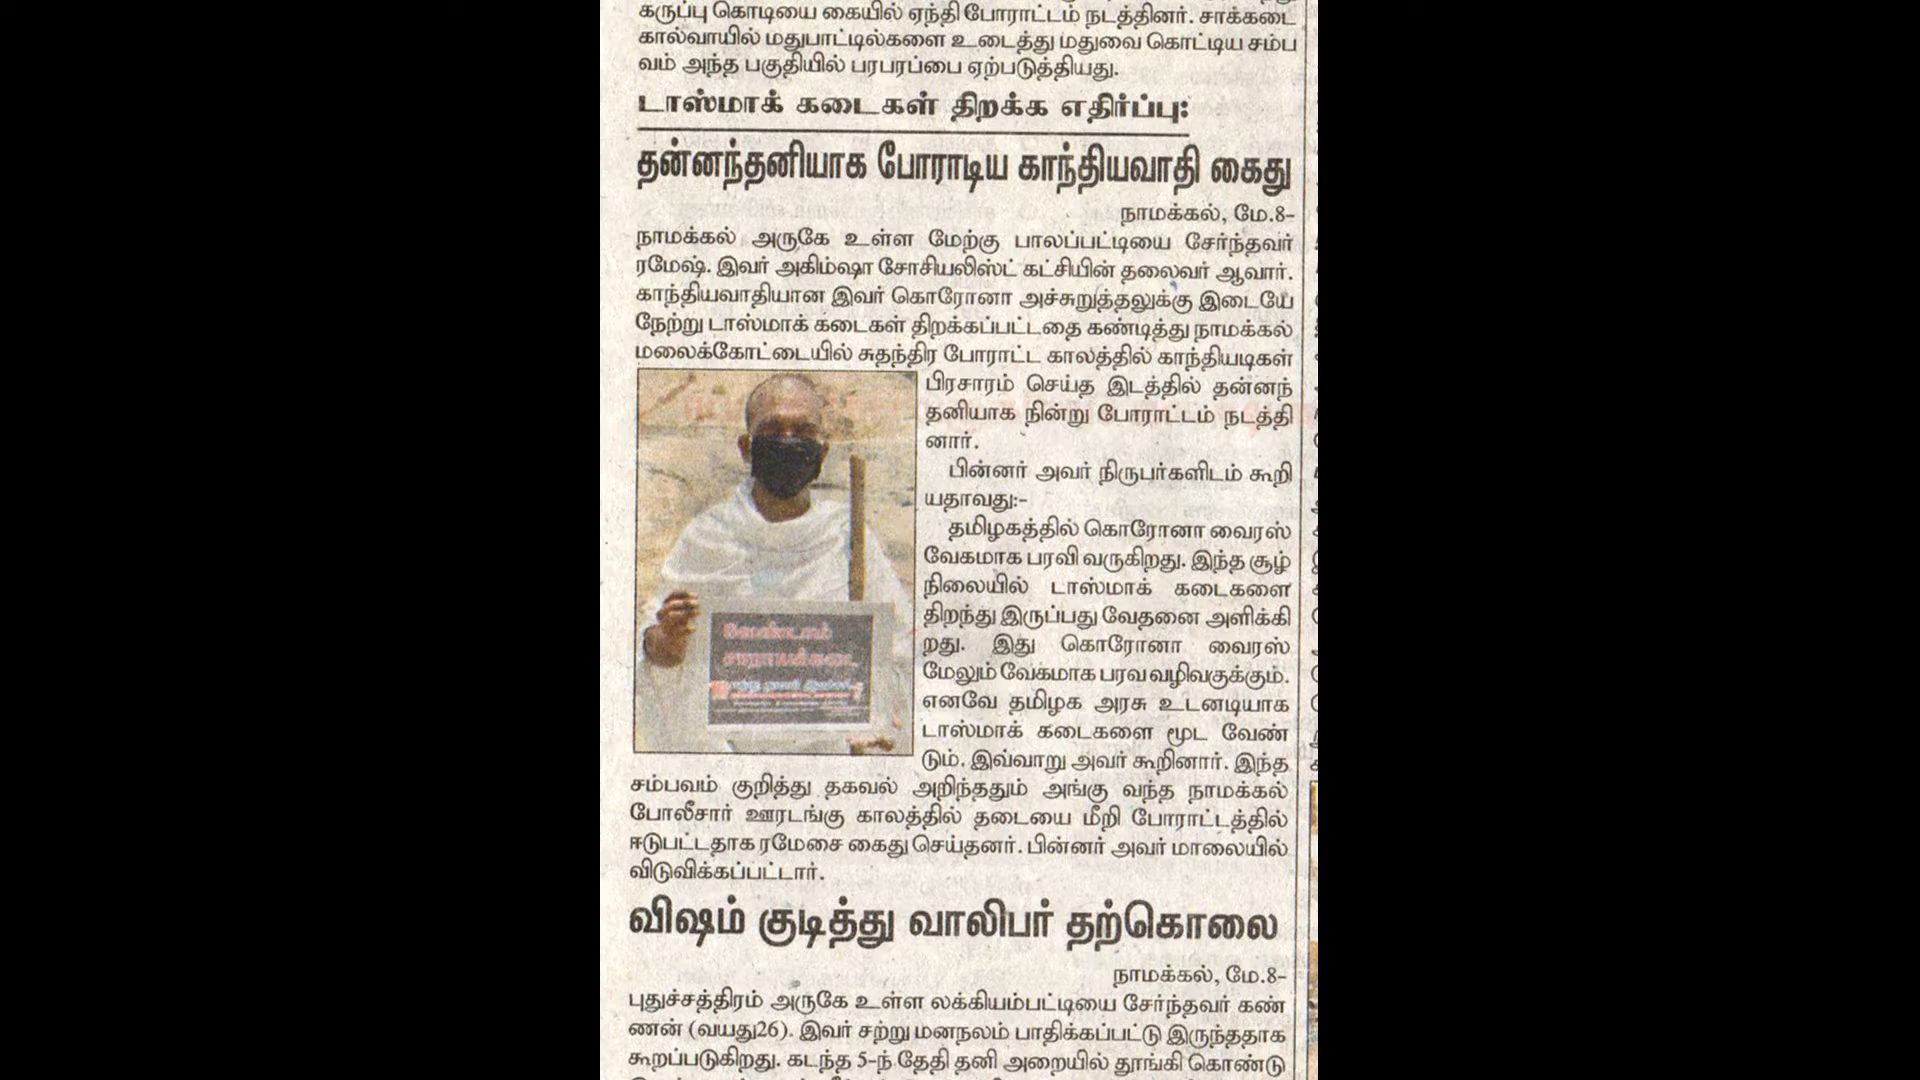 கருப்பு கொடியை கையில் ஏந்தி போராட்டம் நடத்தினர். சாக்கடை
கால்வாயில் மதுபாட்டில்களை உடைத்து மதுவை கொட்டிய சம்ப
வம் அந்த பகுதியில் பரபரப்பை ஏற்படுத்தியது.
டாஸ்மாக் கடைகள் திறக்க எதிர்ப்பு:
தன்னந்தனியாக போராடிய காந்தியவாதி கைது
நாமக்கல், மே.8-
நாமக்கல் அருகே உள்ள மேற்கு பாலப்பட்டியை சேர்ந்தவர்
ரமேஷ். இவர் அகிம்ஷா சோசியலிஸ்ட் கட்சியின் தலைவர் ஆவார்.
காந்தியவாதியான இவர் கொரோனா அச்சுறுத்தலுக்கு இடையே
நேற்று டாஸ்மாக் கடைகள் திறக்கப்பட்டதை கண்டித்து நாமக்கல்
மலைக்கோட்டையில் சுதந்திர போராட்ட காலத்தில் காந்தியடிகள்
பிரசாரம் செய்த இடத்தில் தன்னந்
தனியாக நின்று போராட்டம் நடத்தி
னார்.
பின்னர் அவர் நிருபர்களிடம் கூறி
யதாவது:-
தமிழகத்தில் கொரோனா வைரஸ்
வேகமாக பரவி வருகிறது. இந்த சூழ்
நிலையில் டாஸ்மாக் கடைகளை
திறந்து இருப்பது வேதனை அளிக்கி
றது. இது கொரோனா வைரஸ்
மேலும் வேகமாக பரவ வழிவகுக்கும்.
எனவே தமிழக அரசு உடனடியாக
டாஸ்மாக் கடைகளை மூட வேண்
டும். இவ்வாறு அவர் கூறினார். இந்த
வேண்டாம்
சாராயக்கடை
சம்பவம் குறித்து தகவல் அறிந்ததும் அங்கு வந்த நாமக்கல்
போலீசார் ஊரடங்கு காலத்தில் தடையை மீறி போராட்டத்தில்
ஈடுபட்டதாக ரமேசை கைது செய்தனர். பின்னர் அவர் மாலையில்
விடுவிக்கப்பட்டார்.
விஷம் குடித்து வாலிபர் தற்கொலை
நாமக்கல், மே.8-
புதுச்சத்திரம் அருகே உள்ள லக்கியம்பட்டியை சேர்ந்தவர் கண்
ணன் (வயது26). இவர் சற்று மனநலம் பாதிக்கப்பட்டு இருந்ததாக
கூறப்படுகிறது. கடந்த 5-ந் தேதி தனி அறையில் தூங்கி கொண்டு